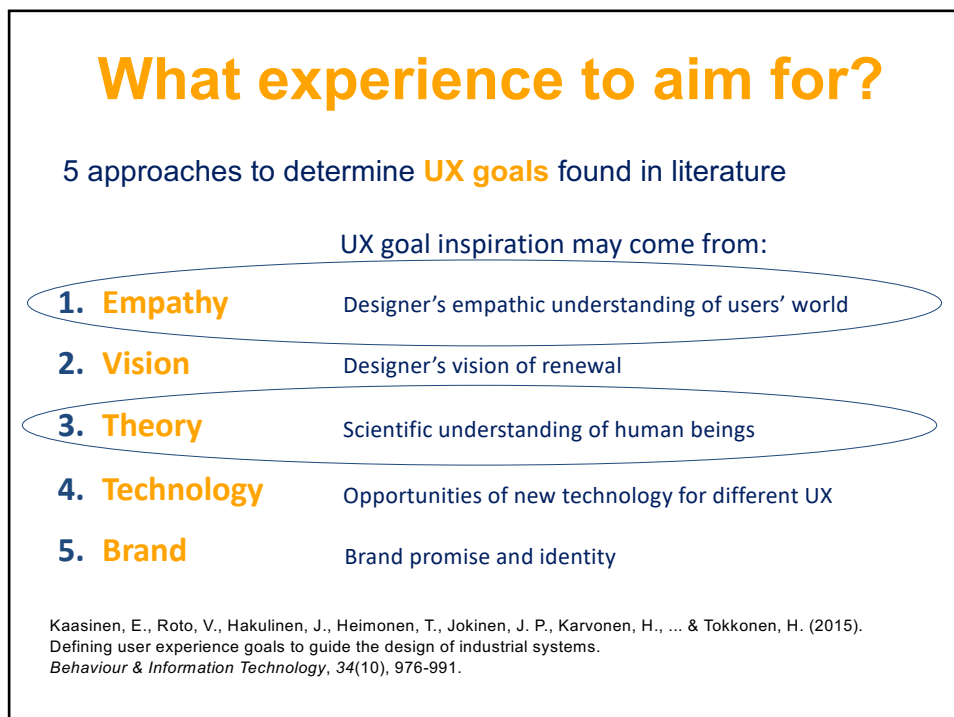 What experience to aim for?
5 approaches to determine UX goals found in literature
UX goal inspiration may come from:
1. Empathy Designer’s empathic understanding of users’ world
2. Vision Designer’s vision of renewal
3. Theory Scientific understanding of human beings
4. Technology Opportunities of new technology for different UX
5. Brand Brand promise and identity
Kaasinen, E., Roto, V., Hakulinen, J., Heimonen, T., Jokinen, J. P., Karvonen, H., ... & Tokkonen, H. (2015).
Defining user experience goals to guide the design of industrial systems.
Behaviour & Information Technology, 34(10), 976-991.